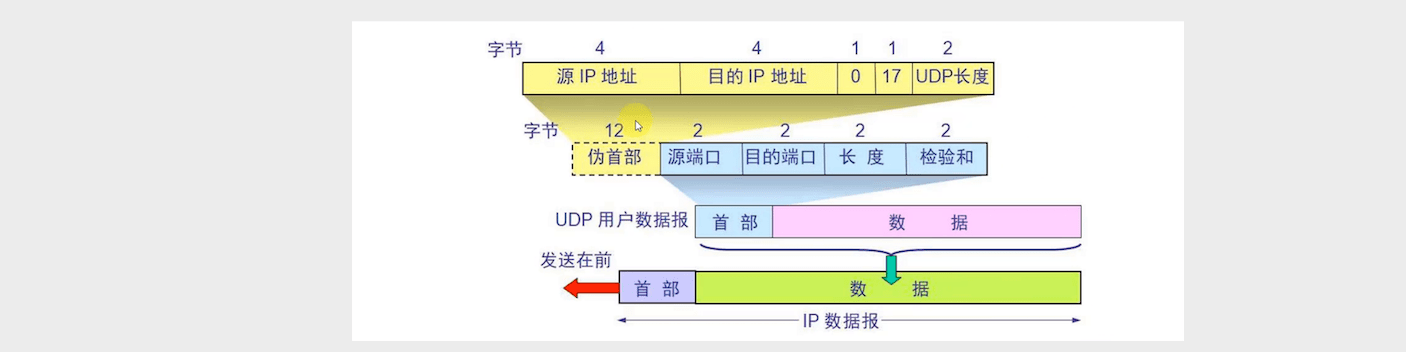 字节 4 4 1 1 2
源 IP 地址 目的 IP 地址 0 17 UDP长度
字节 12 2 2 2 2
伪首部 源端口 目的端口 长 度 检验和
UDP 用户数据报 首 部 数 据
发送在前
首 部 数 据
IP 数据报